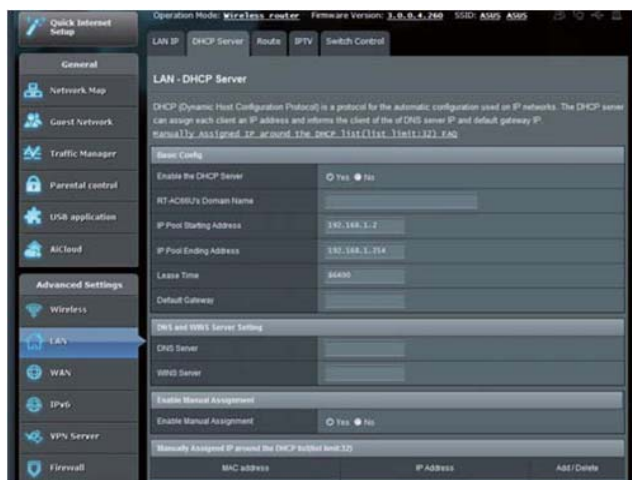 Quick Internet
Setup
Operation Mode: Wireless router Firmware Version: 3.0.0.4.260 SSID: ASUS ASUS
LAN IP DHCP Server Route IPTV Switch Control
General
Network Map
Guest Network
Traffic Manager
Parental control
USB application
AiCloud
Advanced Settings
Wireless
LAN
WAN
IPv6
VPN Server
Firewall
LAN - DHCP Server
DHCP (Dynamic Host Configuration Protocol) is a protocol for the automatic configuration used on IP networks. The DHCP server
can assign each client an IP address and informs the client of the of DNS server IP and default gateway IP.
Manually Assigned IP around the DHCP list(list limit:32) FAQ
Basic Config
Enable the DHCP Server Yes No
RT-AC66U's Domain Name
IP Pool Starting Address 192.168.1.2
IP Pool Ending Address 192.168.1.254
Lease Time 86400
Default Gateway
DNS and WINS Server Setting
DNS Server
WINS Server
Enable Manual Assignment
Enable Manual Assignment Yes No
Manually Assigned IP around the DHCP list(list limit:32)
MAC address IP Address Add / Delete